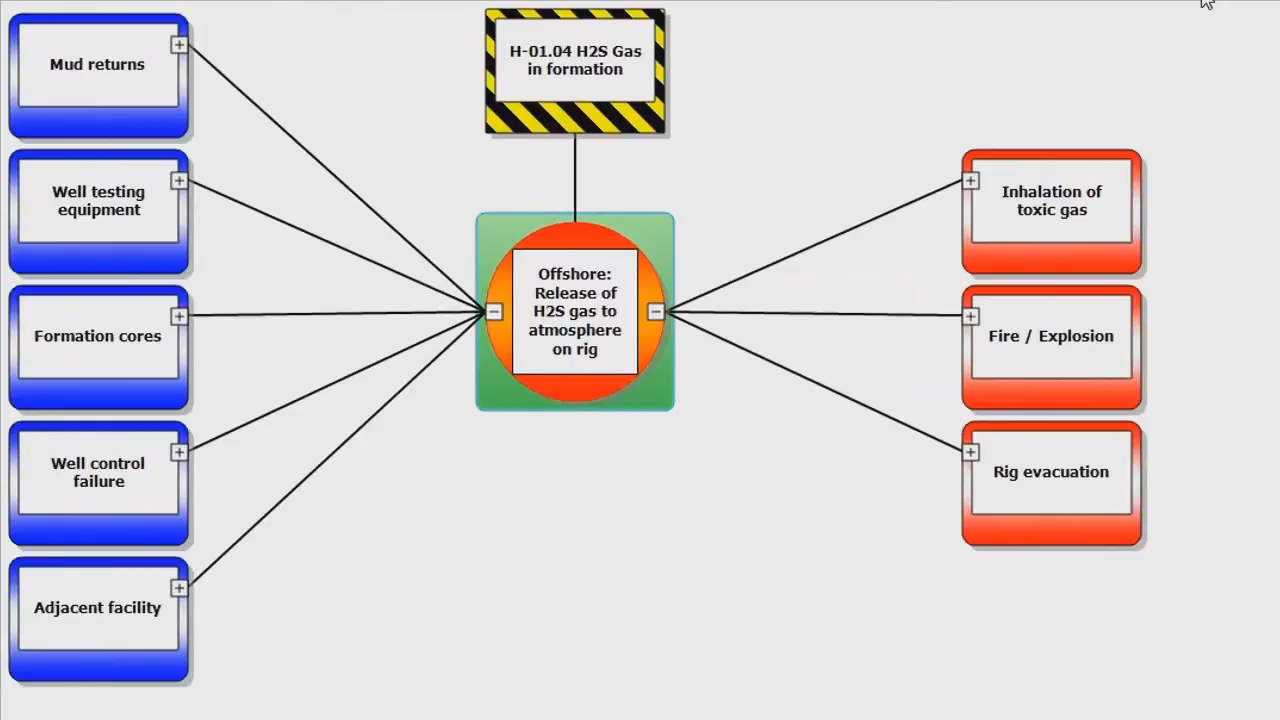 Mud returns
Well testing
equipment
Formation cores
Well control
failure
Adjacent facility
H-01.04 H2S Gas
in formation
Offshore:
Release of
H2S gas to
atmosphere
on rig
Inhalation of
toxic gas
Fire / Explosion
Rig evacuation